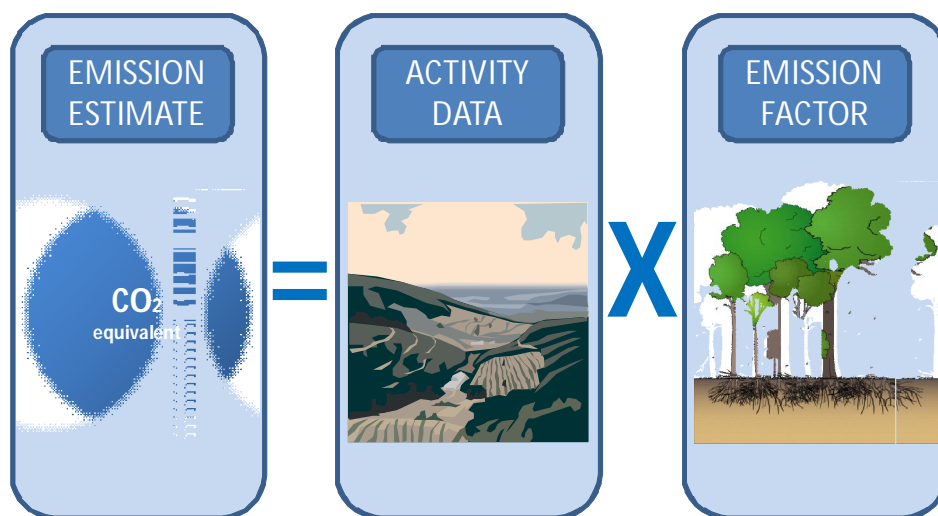 EMISSION
ESTIMATE
CO₂
equivalent
=
ACTIVITY
DATA
X
EMISSION
FACTOR